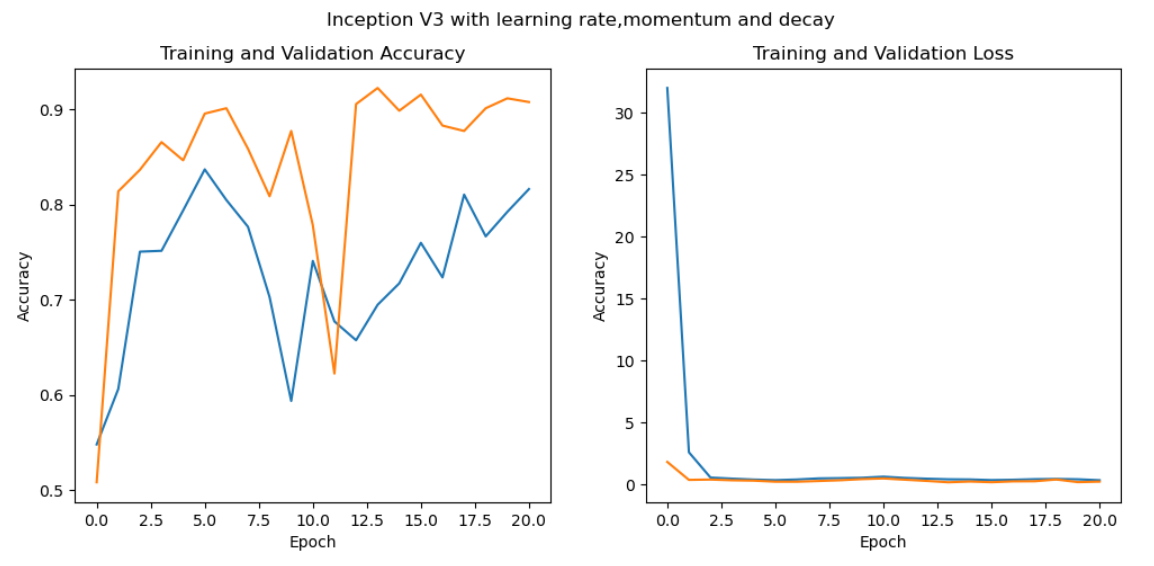 Inception V3 with learning rate,momentum and decay
Training and Validation Accuracy
Accuracy
0.9
0.8
0.7
0.6
0.5
0.0 2.5 5.0 7.5 10.0 12.5 15.0 17.5 20.0
Epoch
Training and Validation Loss
Accuracy
30
25
20
15
10
5
0
0.0 2.5 5.0 7.5 10.0 12.5 15.0 17.5 20.0
Epoch